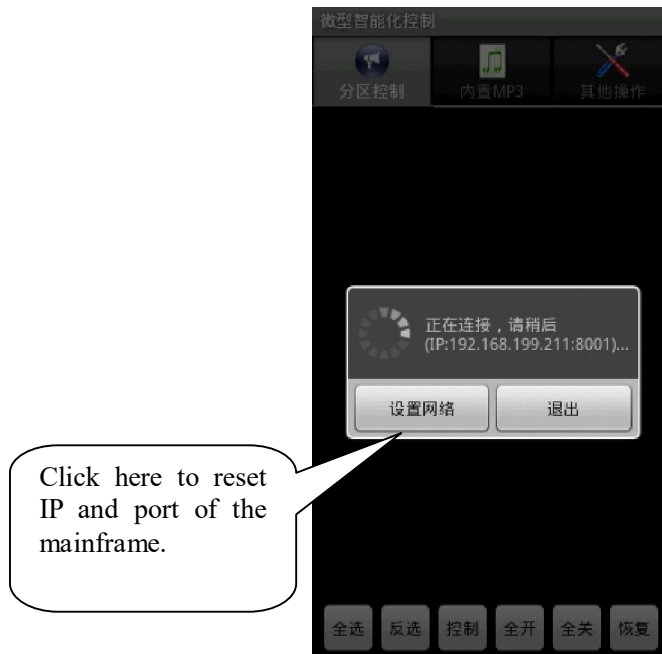 微型智能化控制
分区控制
内置MP3
其他操作
正在连接，请稍后
(IP:192.168.199.211:8001)...
设置网络
退出
Click here to reset
IP and port of the
mainframe.
全选
反选
控制
全开
全关
恢复